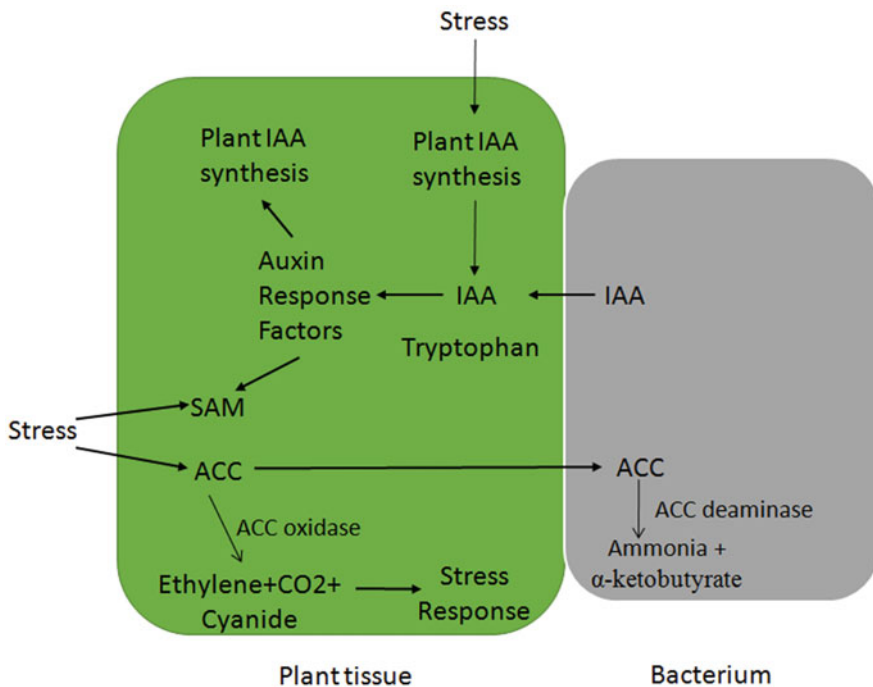 Stress
Plant IAA
synthesis
Plant IAA
synthesis
Auxin
Response
Factors
IAA
IAA
Tryptophan
SAM
Stress
ACC
ACC
ACC oxidase
ACC deaminase
Ammonia +
α-ketobutyrate
Ethylene+CO2+
Cyanide
Stress
Response
Plant tissue
Bacterium